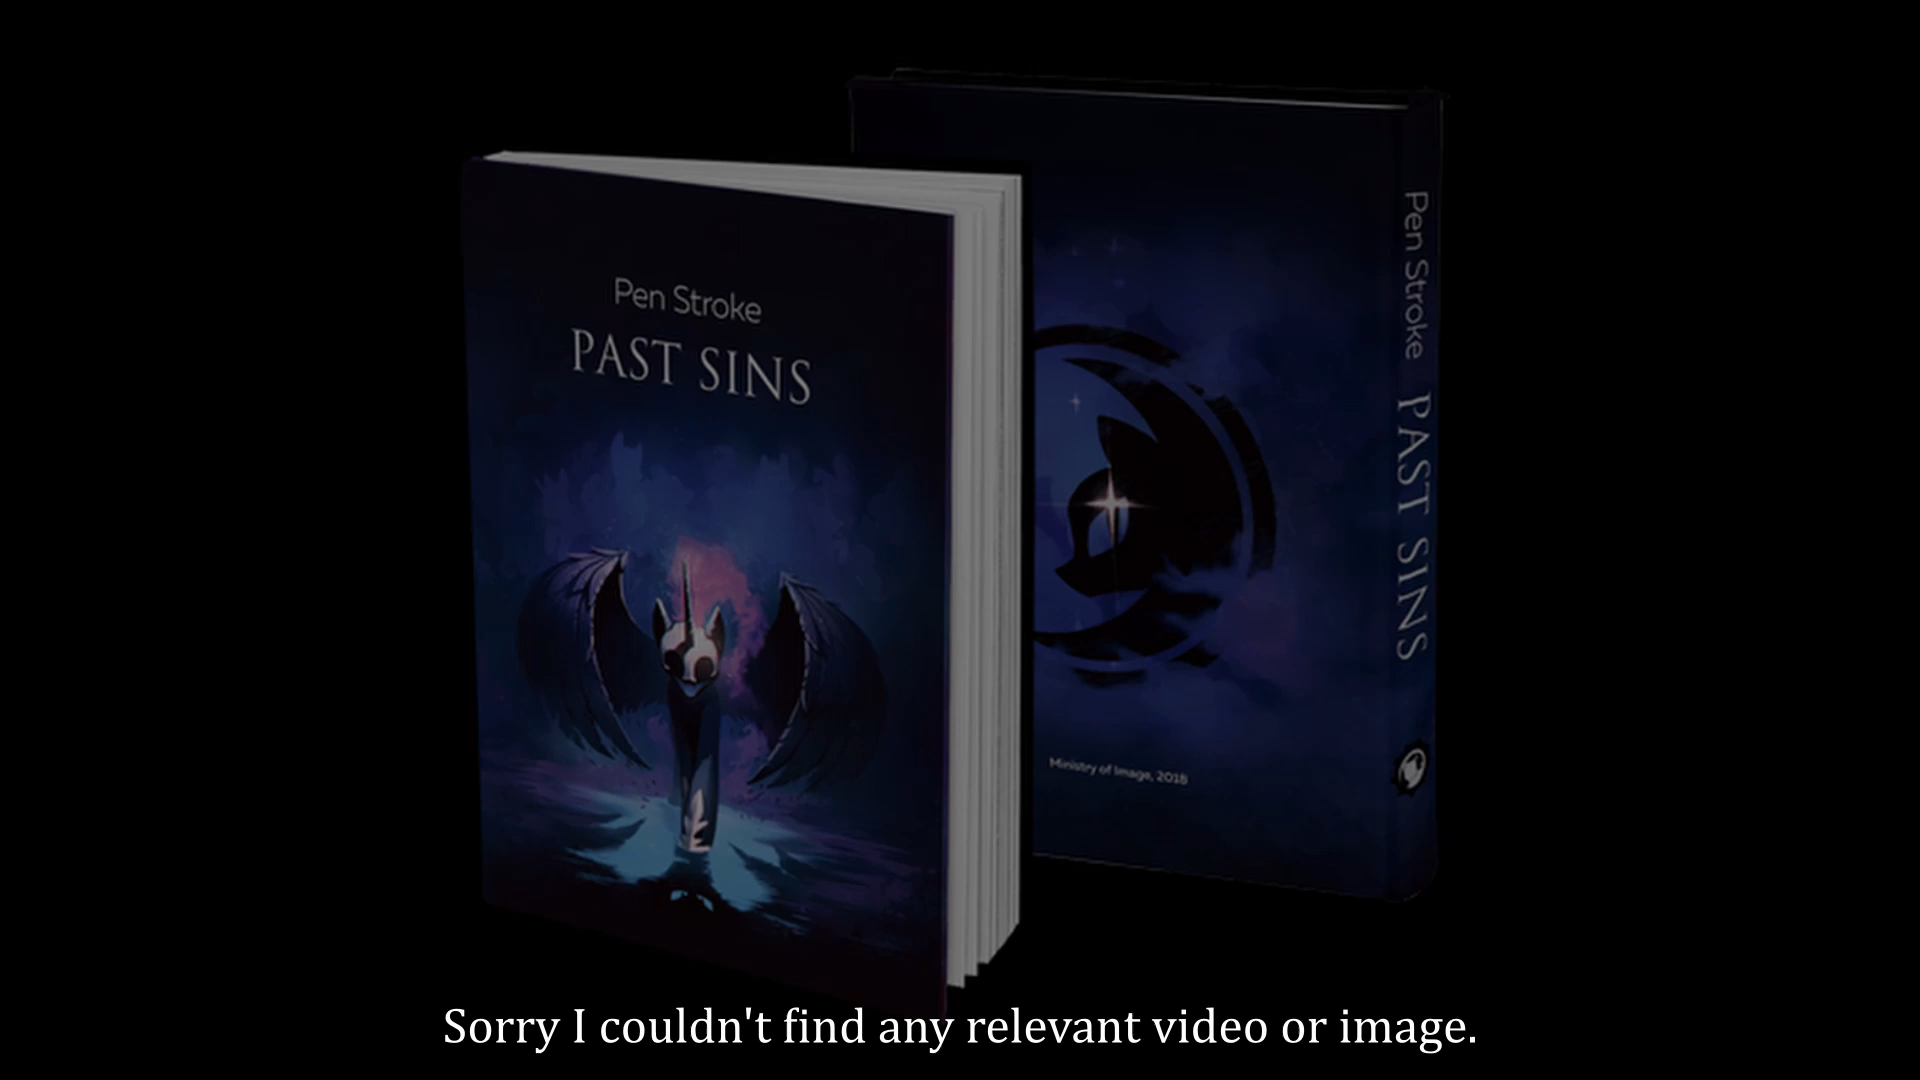 Pen Stroke
PAST SINS
Pen Stroke PAST SINS
Ministry of Image, 2018
Sorry I couldn't find any relevant video or image.